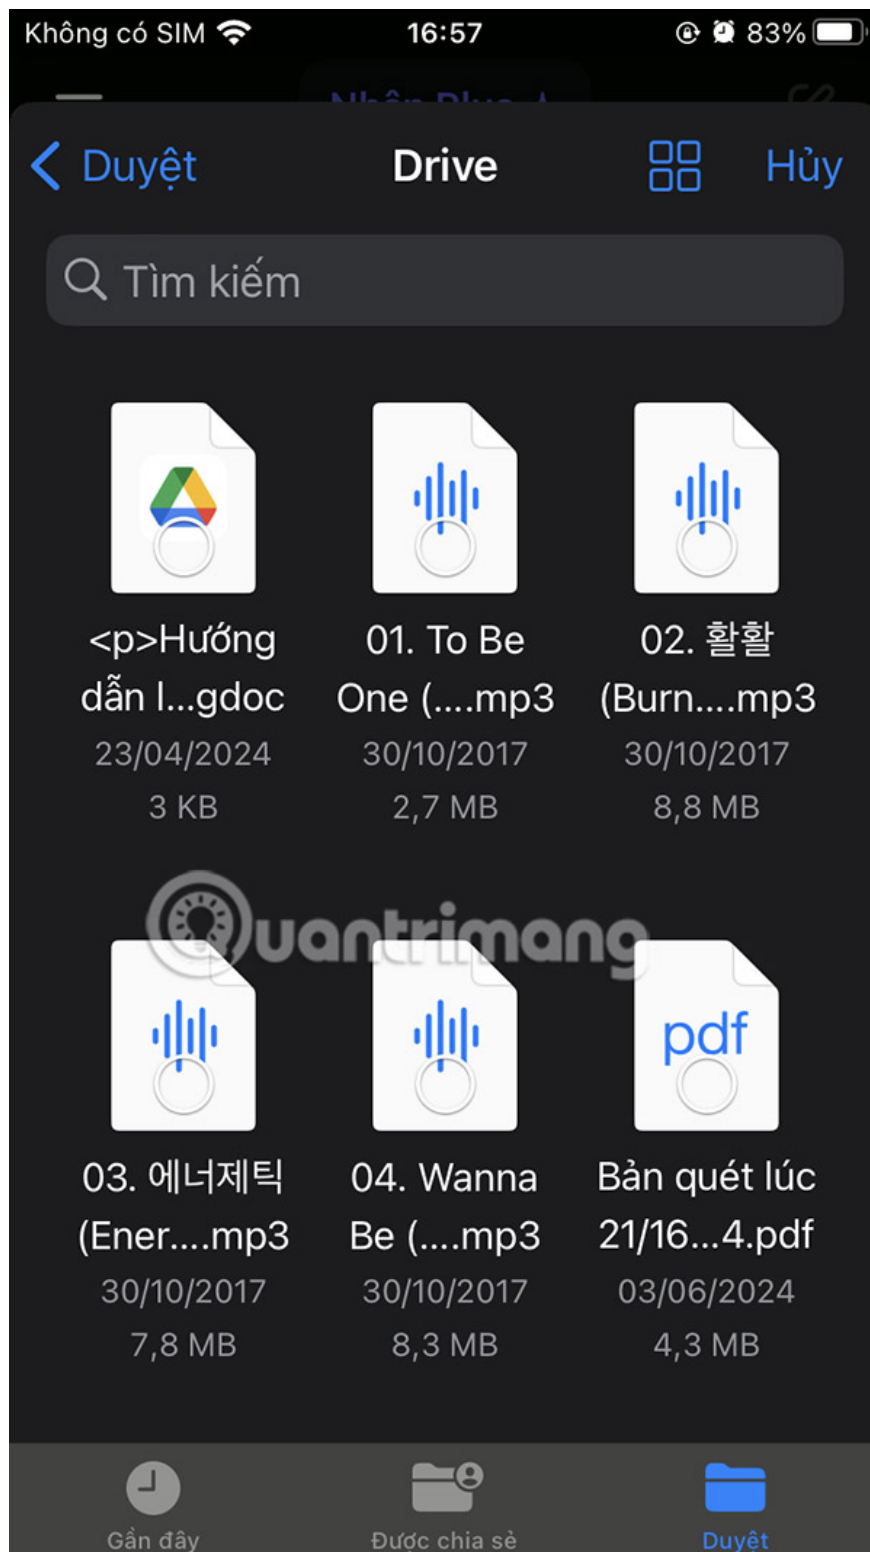 Không có SIM 16:57 83%
Nhận Plus
Duyệt Drive Hủy
Tìm kiếm
<p>Hướng 01. To Be 02. 활활
dẫn l...gdoc One (....mp3 (Burn....mp3
23/04/2024 30/10/2017 30/10/2017
3 KB 2,7 MB 8,8 MB
Quantrimang
pdf
03. 에너제틱 04. Wanna Bản quét lúc
(Ener....mp3 Be (....mp3 21/16...4.pdf
30/10/2017 30/10/2017 03/06/2024
7,8 MB 8,3 MB 4,3 MB
Gần đây Được chia sẻ Duyệt